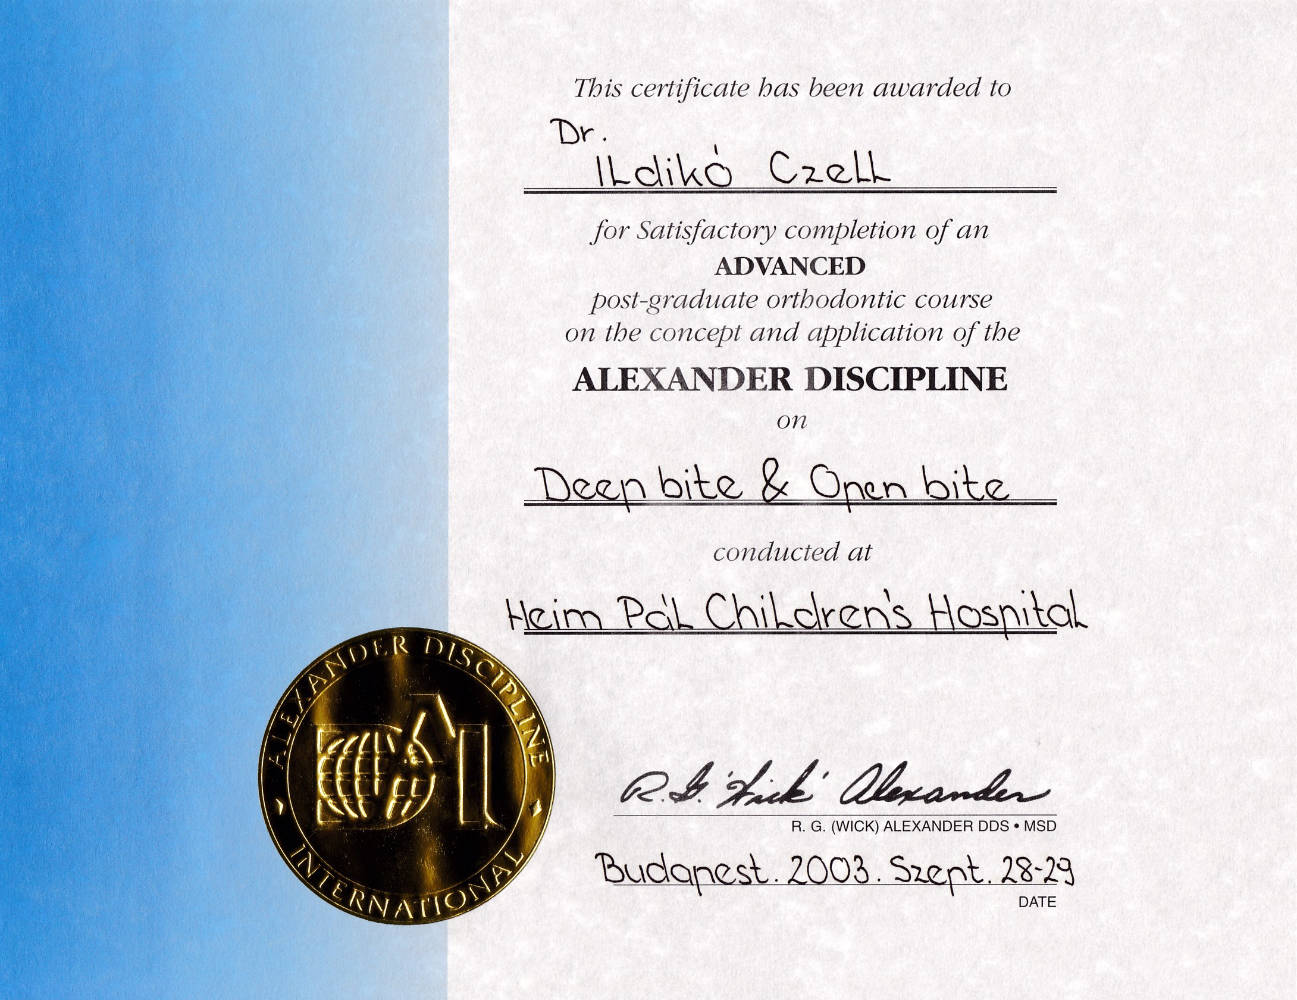 This certificate has been awarded to
Dr.
Ildikó Czell
for Satisfactory completion of an
ADVANCED
post-graduate orthodontic course
on the concept and application of the
ALEXANDER DISCIPLINE
on
Deep bite & Open bite
conducted at
Heim Pál Children's Hospital
ALEXANDER DISCIPLINE
INTERNATIONAL
R. G. "Wick" Alexander
R. G. (WICK) ALEXANDER DDS • MSD
Budapest. 2003. Szept. 28-29
DATE